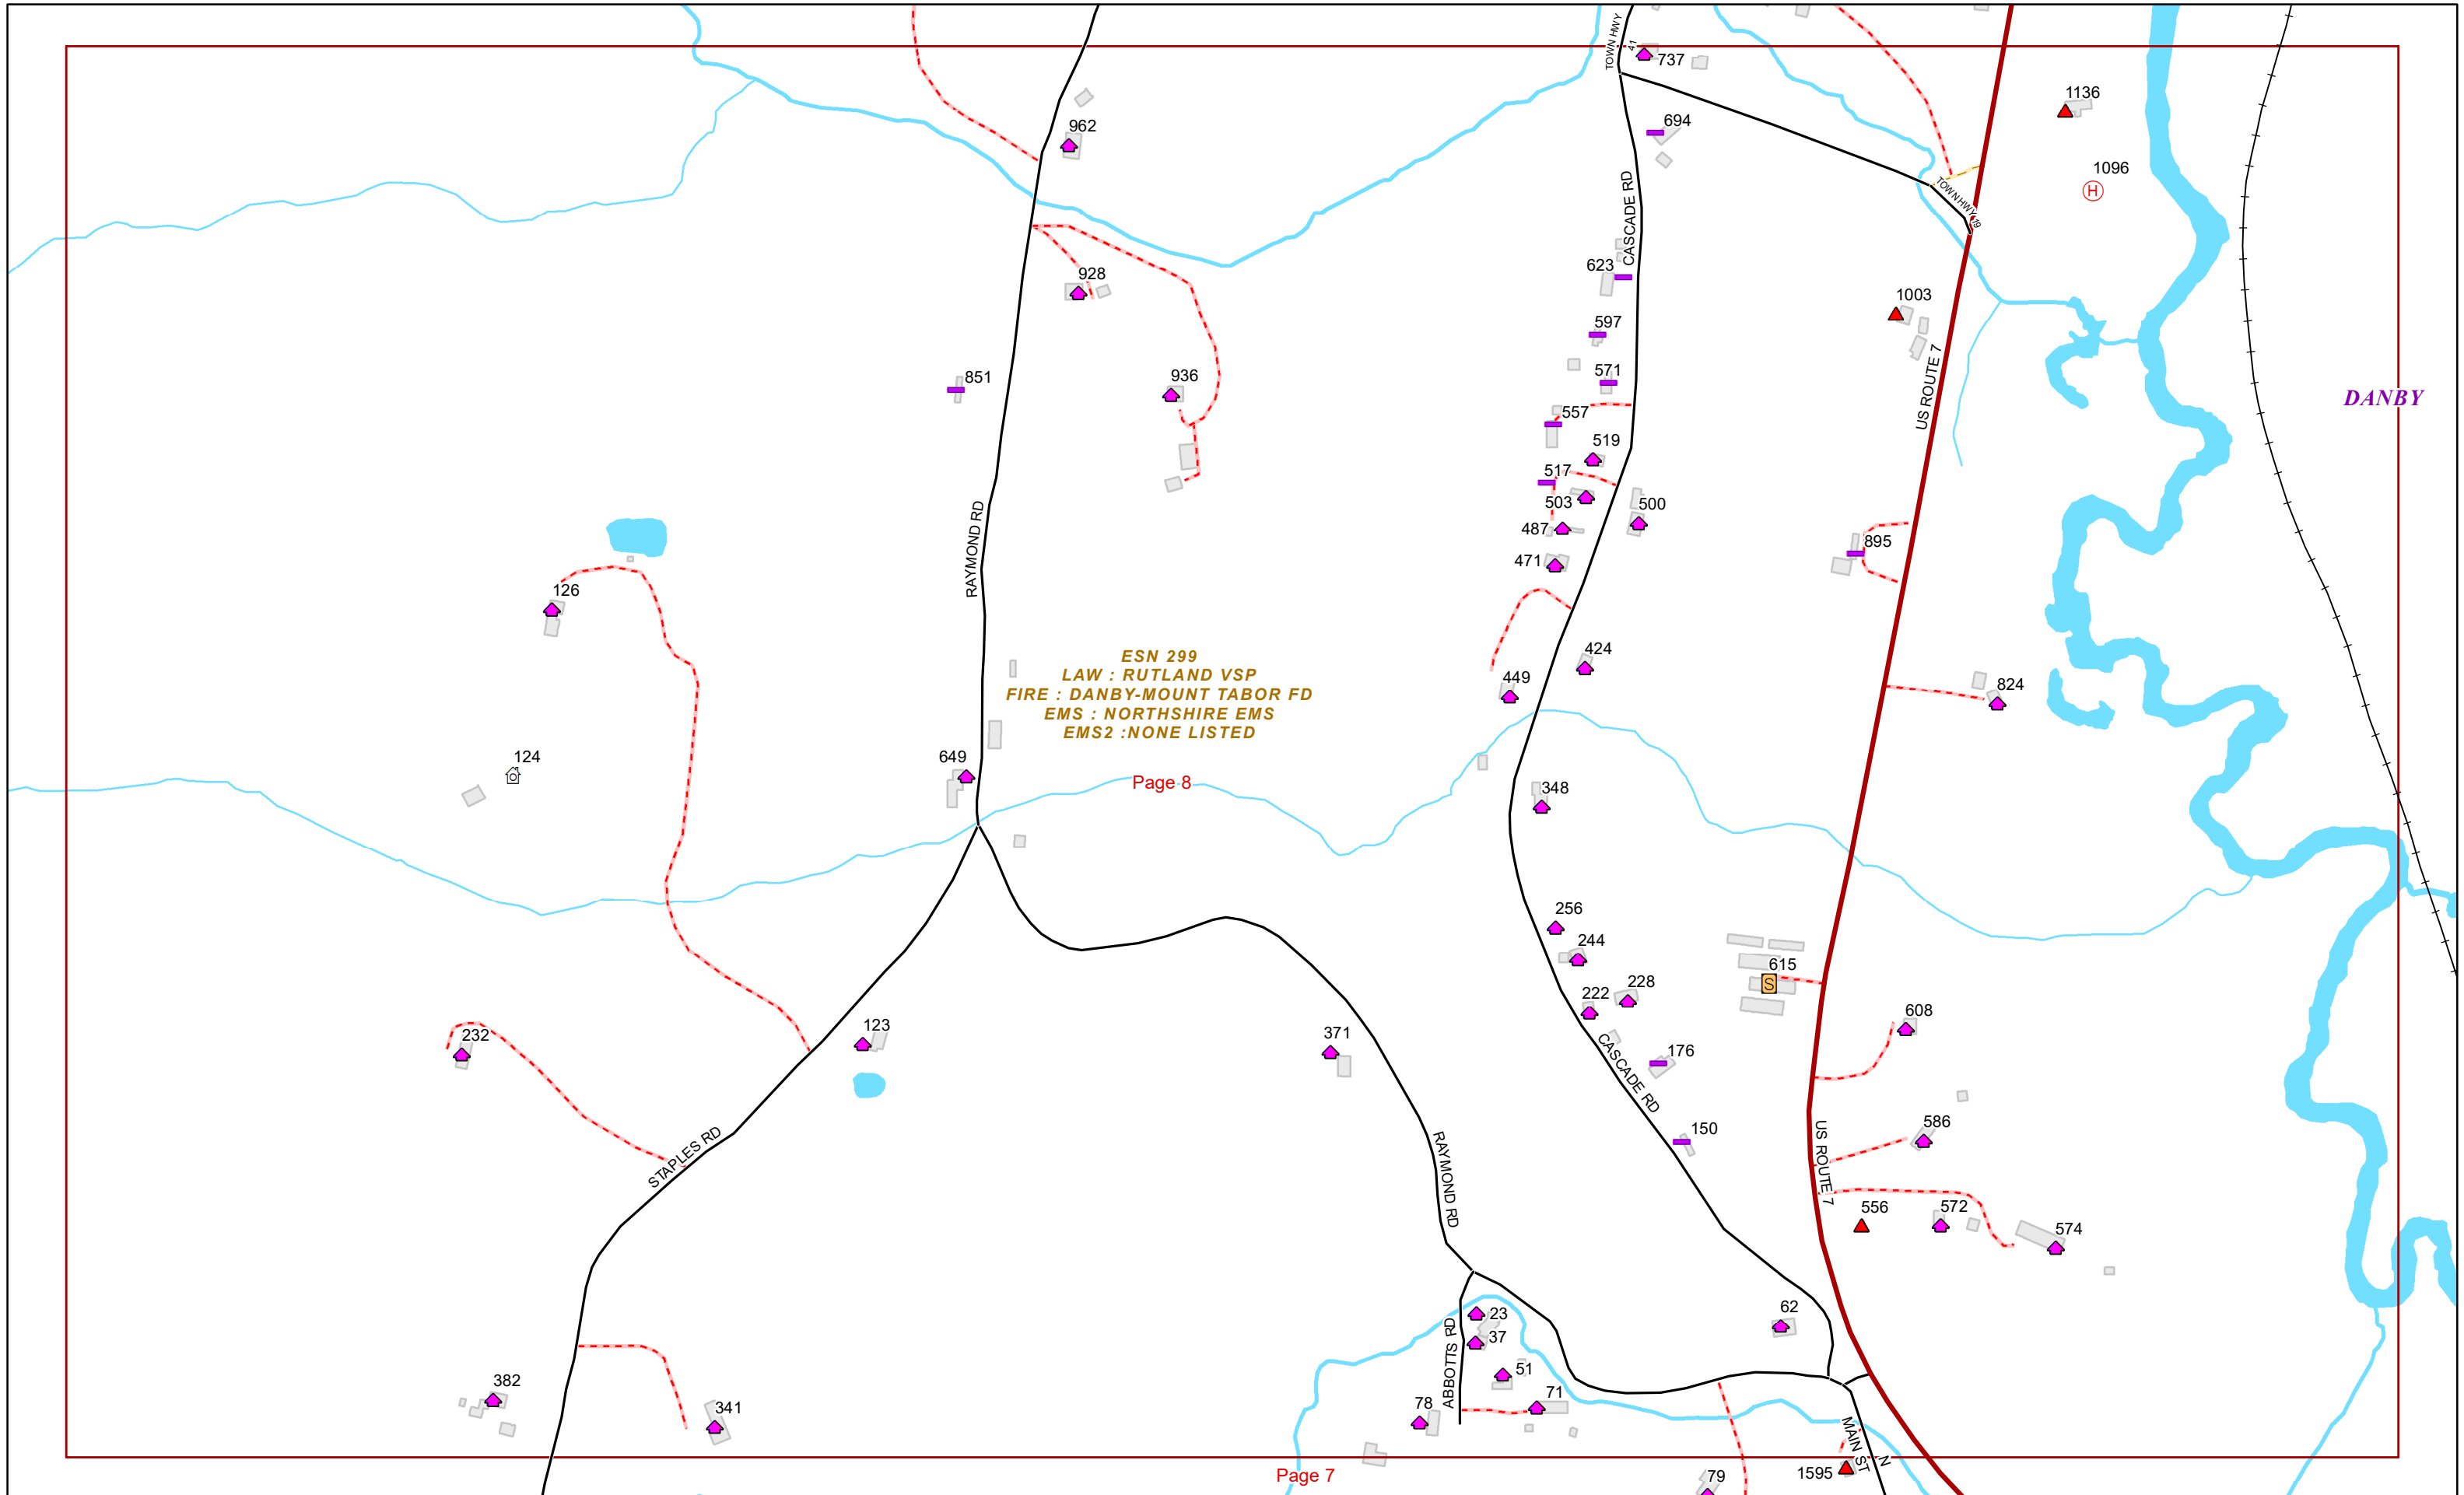 TOWN HWY 41
737
1136
694
962
1096
TOWN HWY 19
CASCADE RD
623
928
1003
597
851
936
571
US ROUTE 7
DANBY
557
519
517
503
500
487
895
RAYMOND RD
471
126
424
449
824
ESN 299
LAW : RUTLAND VSP
FIRE : DANBY-MOUNT TABOR FD
EMS : NORTHSHIRE EMS
EMS2 :NONE LISTED
124
649
Page 8
348
256
244
615
S
228
222
608
232
123
371
CASCADE RD
176
586
150
STAPLES RD
RAYMOND RD
US ROUTE 7
556
572
574
23
62
37
ABBOTTS RD
51
382
78
71
341
MAIN ST N
Page 7
79
1595
H